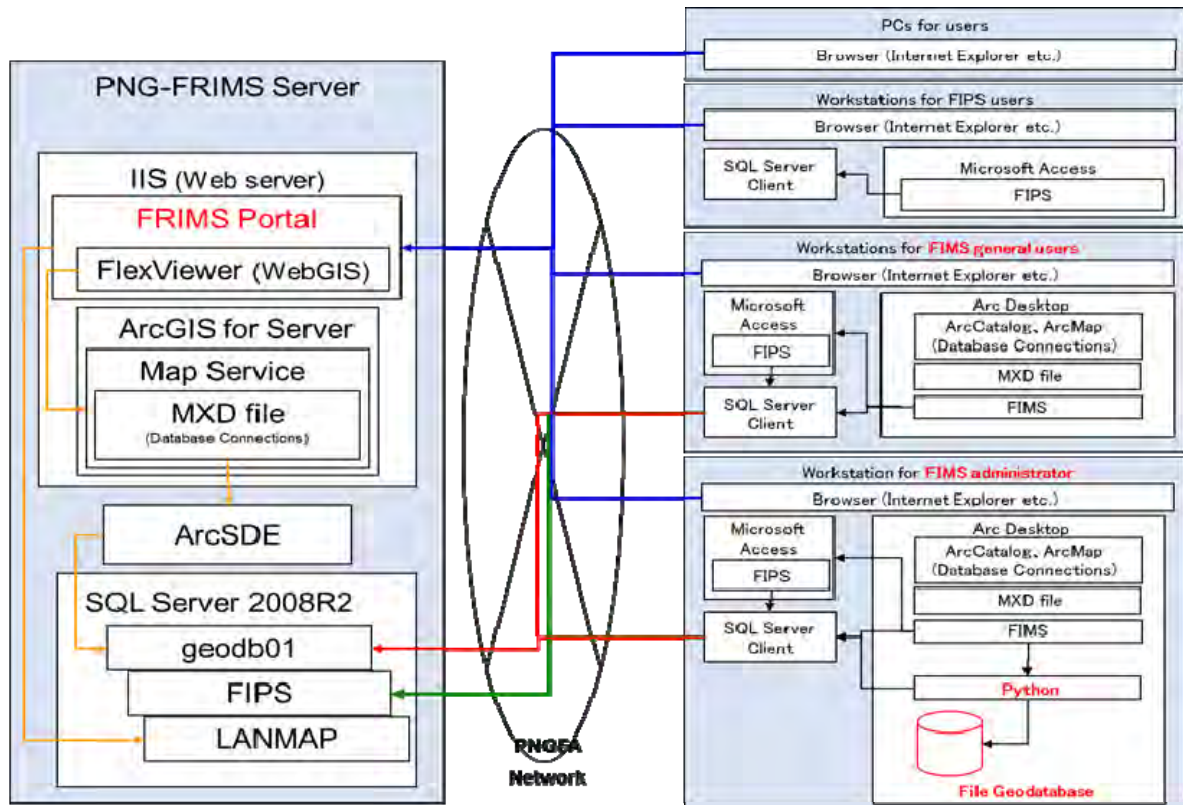 PNG-FRIMS Server
IIS (Web server)
FRIMS Portal
FlexViewer (WebGIS)
ArcGIS for Server
Map Service
MXD file
(Database Connections)
ArcSDE
SQL Server 2008R2
geodb01
FIPS
LANMAP
PNGFA
Network
PCs for users
Browser (Internet Explorer etc.)
Workstations for FIPS users
Browser (Internet Explorer etc.)
SQL Server
Client
Microsoft Access
FIPS
Workstations for FIMS general users
Browser (Internet Explorer etc.)
Microsoft
Access
FIPS
SQL Server
Client
Arc Desktop
ArcCatalog、ArcMap
(Database Connections)
MXD file
FIMS
Workstation for FIMS administrator
Browser (Internet Explorer etc.)
Microsoft
Access
FIPS
SQL Server
Client
Arc Desktop
ArcCatalog、ArcMap
(Database Connections)
MXD file
FIMS
Python
File Geodatabase